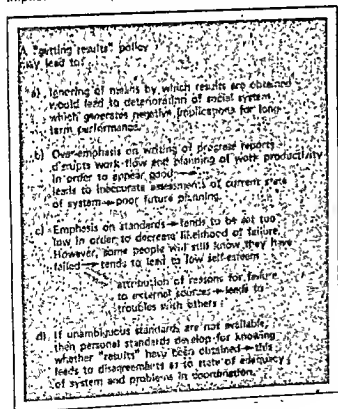 A "getting results" policy
may lead to:
a) Ignoring of means by which results are obtained
would lead to deterioration of social system
which generates negative implications for long
term performance.
b) Over-emphasis on writing of progress reports
disrupts work-flow and planning of work productivity
in order to appear good →
leads to inaccurate assessments of current state
of system → poor future planning.
c) Emphasis on standards → tends to be set too
low in order to decrease likelihood of failure.
However, some people will still know they have
failed → tends to lead to low self-esteem
attribution of reasons for failure
to external sources → leads to
troubles with others
d) If unambiguous standards are not available,
then personal standards develop for knowing
whether "results" have been obtained → this
leads to disagreements as to state of adequacy
of system and problems in coordination.